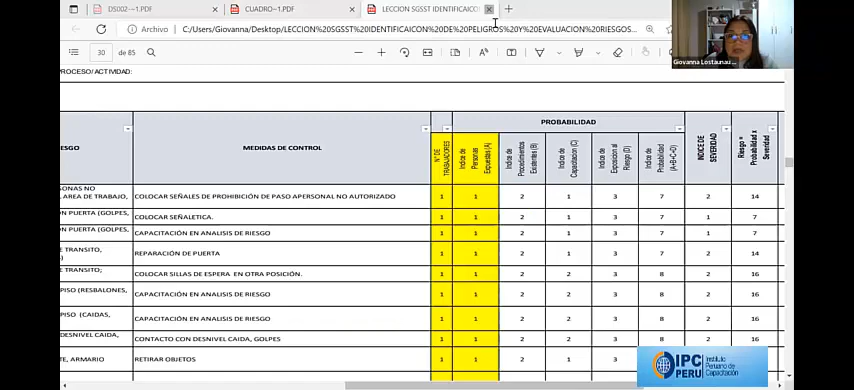 DS002---1.PDF
CUADRO~1.PDF
LECCION SGSST IDENTIFICAICO
Archivo
C:/Users/Giovanna/Desktop/LECCION%20SGSST%20IDENTIFICAICON%20DE%20PELIGROS%20Y%20EVALUACION%20RIESGOS...
30 de 85
Giovanna Lostaunau ...
PROCESO/ ACTIVIDAD:
PROBABILIDAD
ESGO
MEDIDAS DE CONTROL
N° DE TRABAJADORES
Indice de Personas Expuestas (A)
Indice de Procedimientos Existentes (B)
Indice de Capacitacion (C)
Indice de Exposicion al Riesgo (D)
Indice de Probabilidad (A+B+C+D)
INDICE DE SEVERIDAD
Riesgo = Probabilidad x Severidad
SONAS NO
L AREA DE TRABAJO,
COLOCAR SEÑALES DE PROHIBICIÓN DE PASO APERSONAL NO AUTORIZADO 1 1 2 1 3 7 2 14
ON PUERTA (GOLPES,
COLOCAR SEÑALETICA. 1 1 2 1 3 7 1 7
ON PUERTA (GOLPES,
CAPACITACIÓN EN ANALISIS DE RIESGO 1 1 2 1 3 7 1 7
E TRANSITO,
REPARACIÓN DE PUERTA 1 1 2 1 3 7 2 14
E TRANSITO;
COLOCAR SILLAS DE ESPERA EN OTRA POSICIÓN. 1 1 2 2 3 8 2 16
PISO (RESBALONES,
CAPACITACIÓN EN ANALISIS DE RIESGO 1 1 2 2 3 8 2 16
PISO (CAIDAS,
CAPACITACIÓN EN ANALISIS DE RIESGO 1 1 2 2 3 8 2 16
DESNIVEL CAIDA,
CONTACTO CON DESNIVEL CAIDA, GOLPES 1 1 2 2 3 8 2 16
TE, ARMARIO
RETIRAR OBJETOS 1 1 2 1 3
IPC PERÚ
Instituto
Peruano de
Capacitación